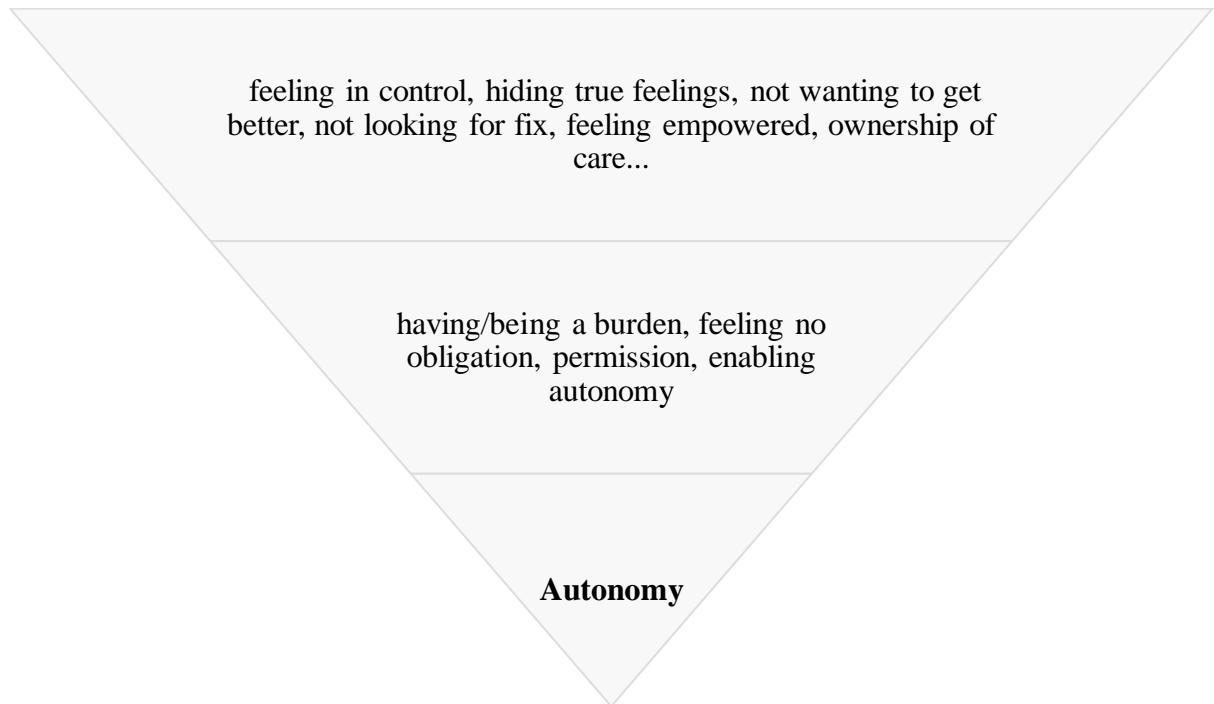 feeling in control, hiding true feelings, not wanting to get
better, not looking for fix, feeling empowered, ownership of
care...
having/being a burden, feeling no
obligation, permission, enabling
autonomy
Autonomy